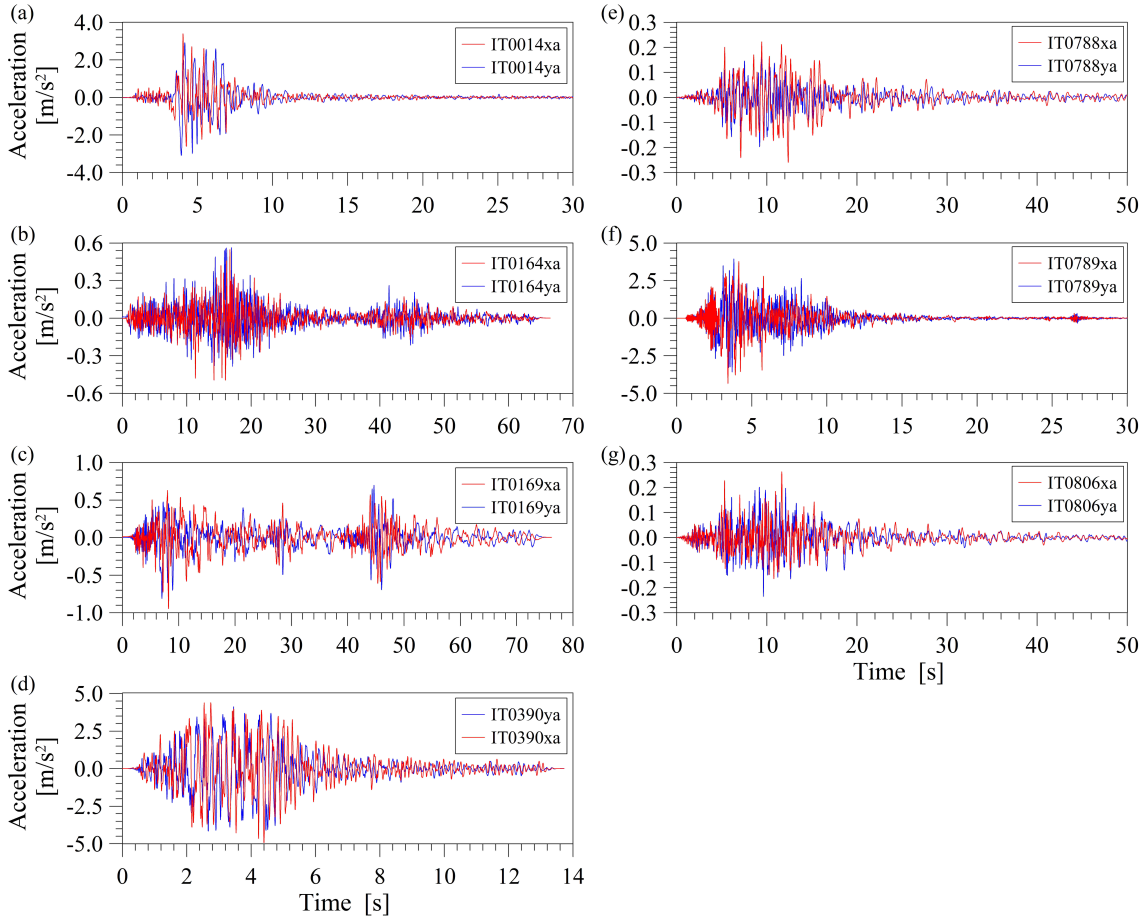 (a)
4.0
2.0
0.0
-2.0
-4.0
Acceleration
[m/s²]
IT0014xa
IT0014ya
0 5 10 15 20 25 30
(b)
0.6
0.3
0.0
-0.3
-0.6
Acceleration
[m/s²]
IT0164xa
IT0164ya
0 10 20 30 40 50 60 70
(c)
1.0
0.5
0.0
-0.5
-1.0
Acceleration
[m/s²]
IT0169xa
IT0169ya
0 10 20 30 40 50 60 70 80
(d)
5.0
2.5
0.0
-2.5
-5.0
Acceleration
[m/s²]
IT0390ya
IT0390xa
0 2 4 6 8 10 12 14
Time [s]
(e)
0.3
0.2
0.1
0.0
-0.1
-0.2
-0.3
IT0788xa
IT0788ya
0 10 20 30 40 50
(f)
5.0
2.5
0.0
-2.5
-5.0
IT0789xa
IT0789ya
0 5 10 15 20 25 30
(g)
0.3
0.2
0.1
0.0
-0.1
-0.2
-0.3
IT0806xa
IT0806ya
0 10 20 30 40 50
Time [s]